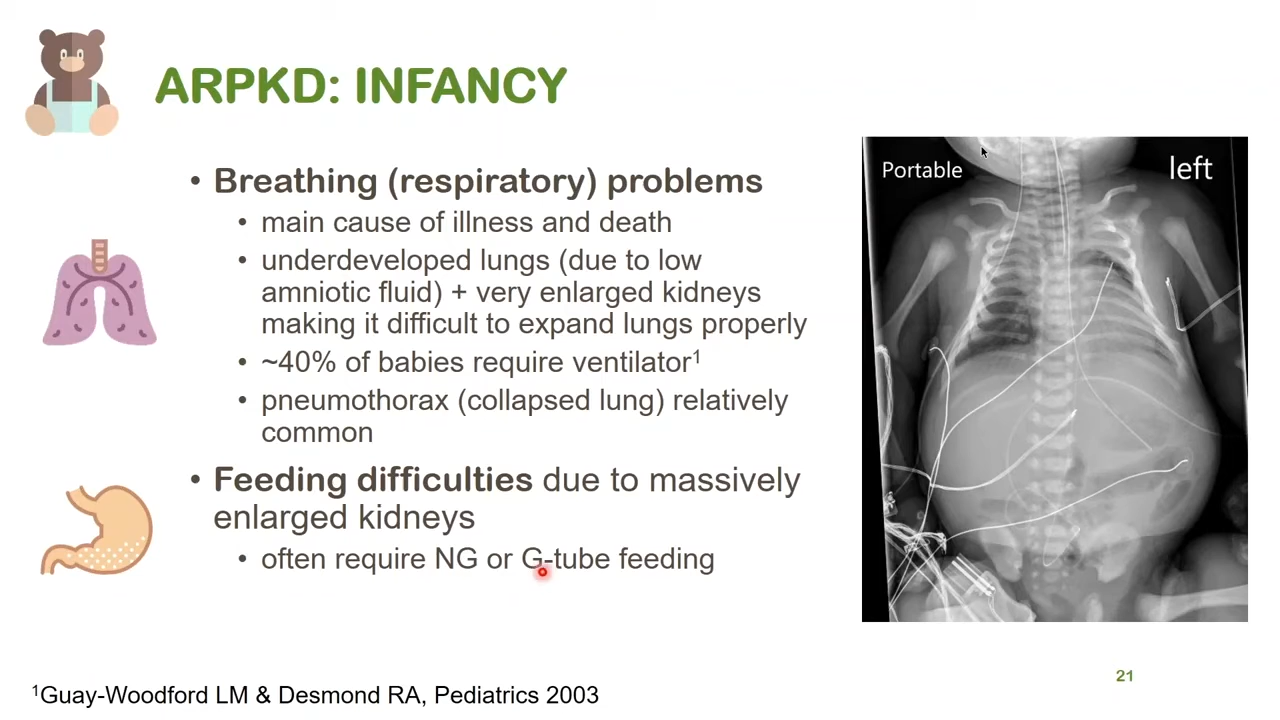 ARPKD: INFANCY
• Breathing (respiratory) problems
• main cause of illness and death
• underdeveloped lungs (due to low
amniotic fluid) + very enlarged kidneys
making it difficult to expand lungs properly
• ~40% of babies require ventilator¹
• pneumothorax (collapsed lung) relatively
common
• Feeding difficulties due to massively
enlarged kidneys
• often require NG or G-tube feeding
Portable
left
21
¹Guay-Woodford LM & Desmond RA, Pediatrics 2003